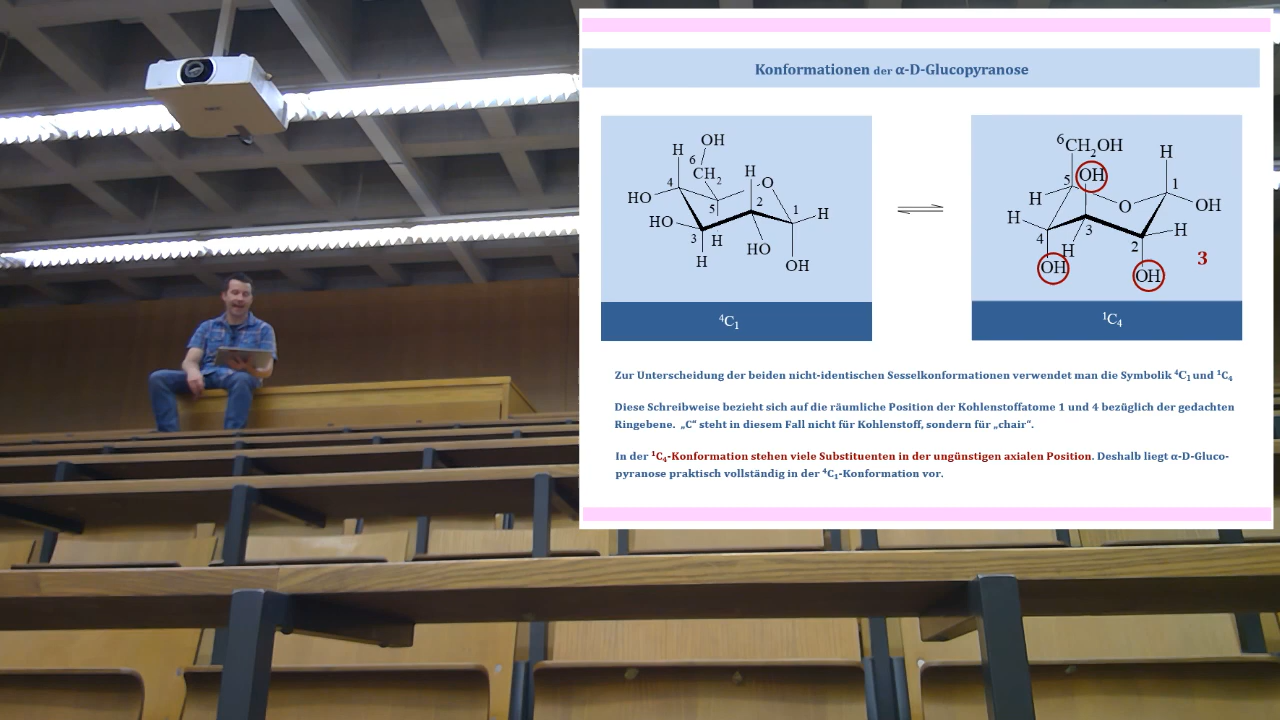 Konformationen der α-D-Glucopyranose
OH
H
6
CH₂
H
O
4
HO
5
2
1
H
HO
3
H
HO
H
OH
⁴C₁
⁶CH₂OH
H
OH
5
1
H
O
OH
H
3
H
4
H
2
OH
OH
3
¹C₄
Zur Unterscheidung der beiden nicht-identischen Sesselkonformationen verwendet man die Symbolik ⁴C₁ und ¹C₄
Diese Schreibweise bezieht sich auf die räumliche Position der Kohlenstoffatome 1 und 4 bezüglich der gedachten
Ringebene. „C“ steht in diesem Fall nicht für Kohlenstoff, sondern für „chair“.
In der ¹C₄-Konformation stehen viele Substituenten in der ungünstigen axialen Position. Deshalb liegt α-D-Gluco-
pyranose praktisch vollständig in der ⁴C₁-Konformation vor.